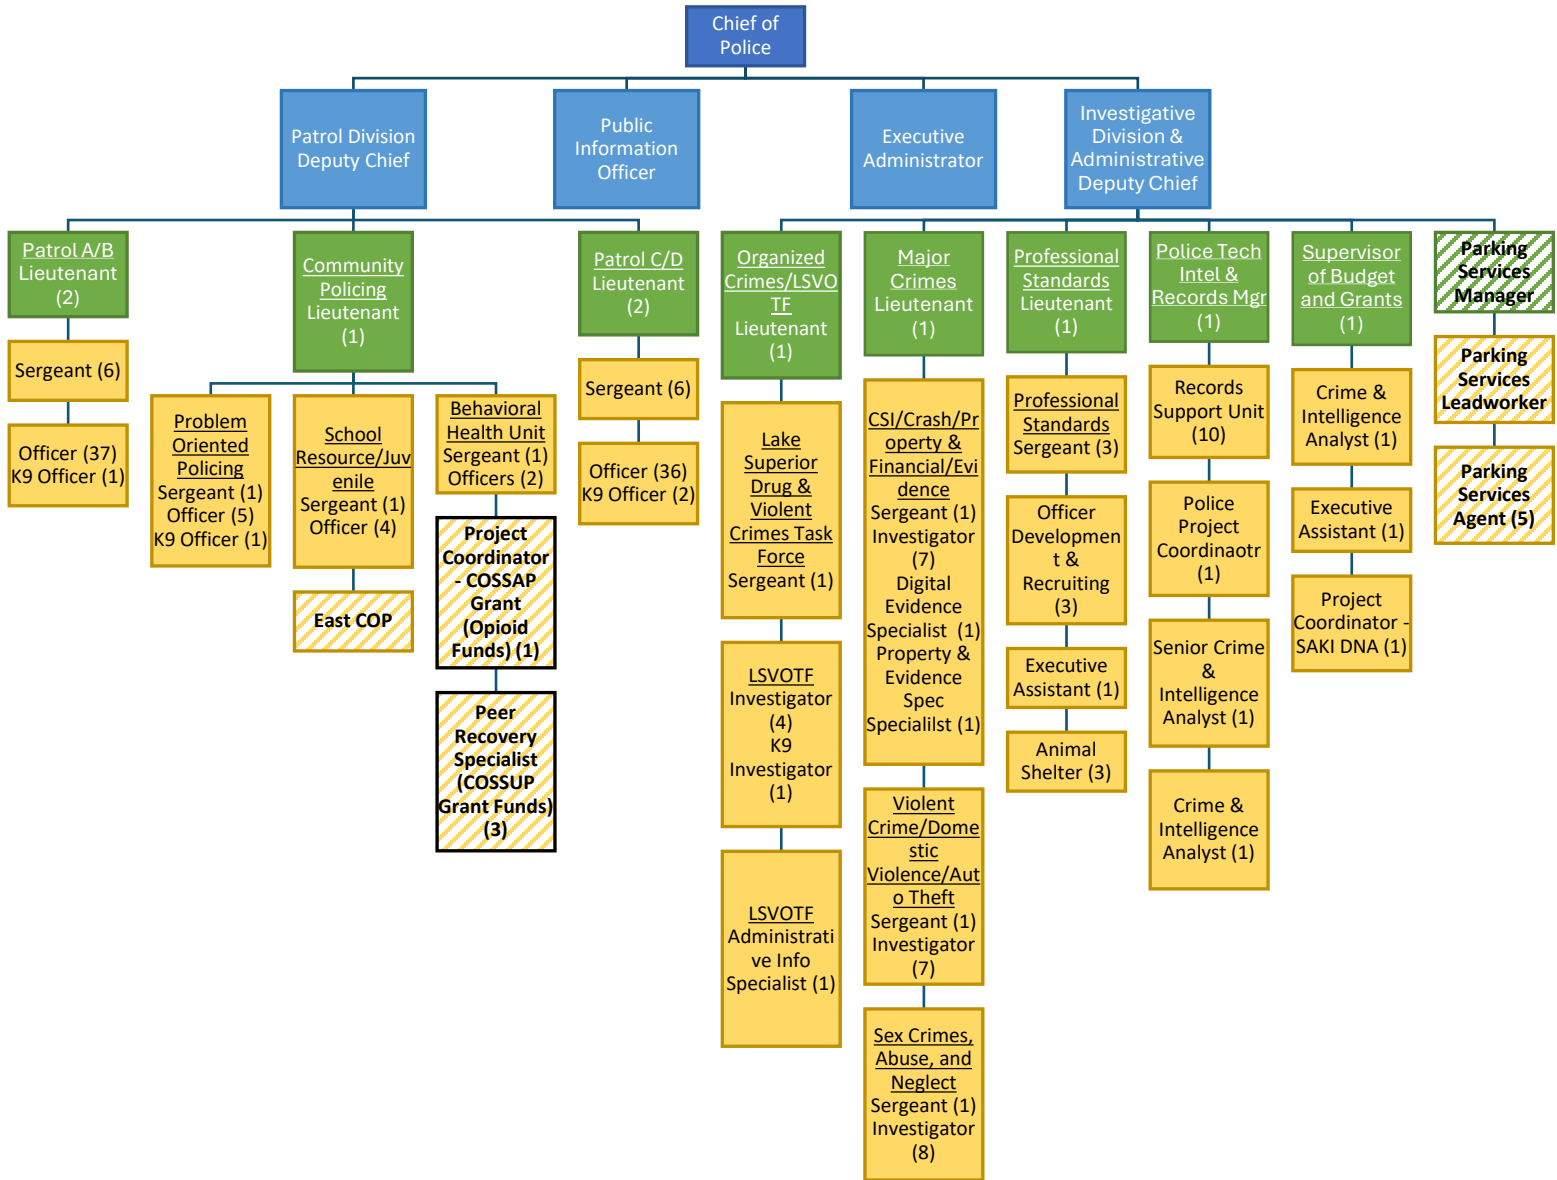 Chief of
Police
Patrol Division
Deputy Chief
Public
Information
Officer
Executive
Administrator
Investigative
Division &
Administrative
Deputy Chief
Patrol A/B
Lieutenant
(2)
Sergeant (6)
Officer (37)
K9 Officer (1)
Community
Policing
Lieutenant
(1)
Problem
Oriented
Policing
Sergeant (1)
Officer (5)
K9 Officer (1)
School
Resource/Juv
enile
Sergeant (1)
Officer (4)
East COP
Behavioral
Health Unit
Sergeant (1)
Officers (2)
Project
Coordinator
- COSSAP
Grant
(Opioid
Funds) (1)
Peer
Recovery
Specialist
(COSSUP
Grant Funds)
(3)
Patrol C/D
Lieutenant
(2)
Sergeant (6)
Officer (36)
K9 Officer (2)
Organized
Crimes/LSVO
TF
Lieutenant
(1)
Lake
Superior
Drug &
Violent
Crimes Task
Force
Sergeant (1)
LSVOTF
Investigator
(4)
K9
Investigator
(1)
LSVOTF
Administrati
ve Info
Specialist (1)
Major
Crimes
Lieutenant
(1)
CSI/Crash/Pr
operty &
Financial/Evi
dence
Sergeant (1)
Investigator
(7)
Digital
Evidence
Specialist (1)
Property &
Evidence
Spec
Specialilst (1)
Violent
Crime/Dome
stic
Violence/Aut
o Theft
Sergeant (1)
Investigator
(7)
Sex Crimes,
Abuse, and
Neglect
Sergeant (1)
Investigator
(8)
Professional
Standards
Lieutenant
(1)
Professional
Standards
Sergeant (3)
Officer
Developmen
t &
Recruiting
(3)
Executive
Assistant (1)
Animal
Shelter (3)
Police Tech
Intel &
Records Mgr
(1)
Records
Support Unit
(10)
Police
Project
Coordinaotr
(1)
Senior Crime
&
Intelligence
Analyst (1)
Crime &
Intelligence
Analyst (1)
Supervisor
of Budget
and Grants
(1)
Crime &
Intelligence
Analyst (1)
Executive
Assistant (1)
Project
Coordinator -
SAKI DNA (1)
Parking
Services
Manager
Parking
Services
Leadworker
Parking
Services
Agent (5)